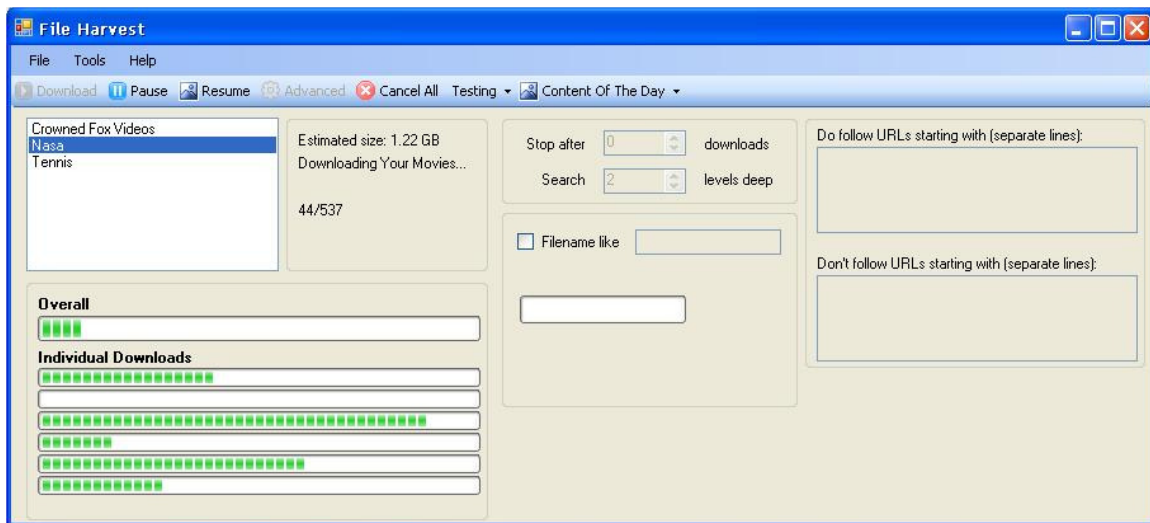 File Harvest
File Tools Help
Download Pause Resume Advanced Cancel All Testing Content Of The Day
Crowned Fox Videos
Nasa
Tennis
Estimated size: 1.22 GB
Downloading Your Movies...
44/537
Stop after 0 downloads
Search 2 levels deep
Filename like
Do follow URLs starting with (separate lines):
Don't follow URLs starting with (separate lines):
Overall
Individual Downloads